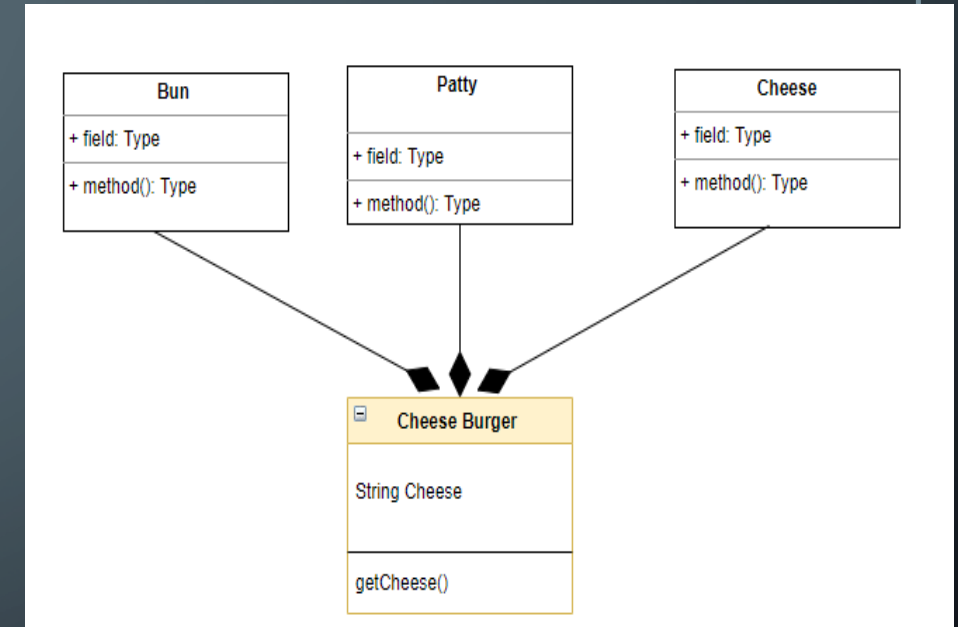 Bun
+ field: Type
+ method(): Type
Patty
+ field: Type
+ method(): Type
Cheese
+ field: Type
+ method(): Type
Cheese Burger
String Cheese
getCheese()